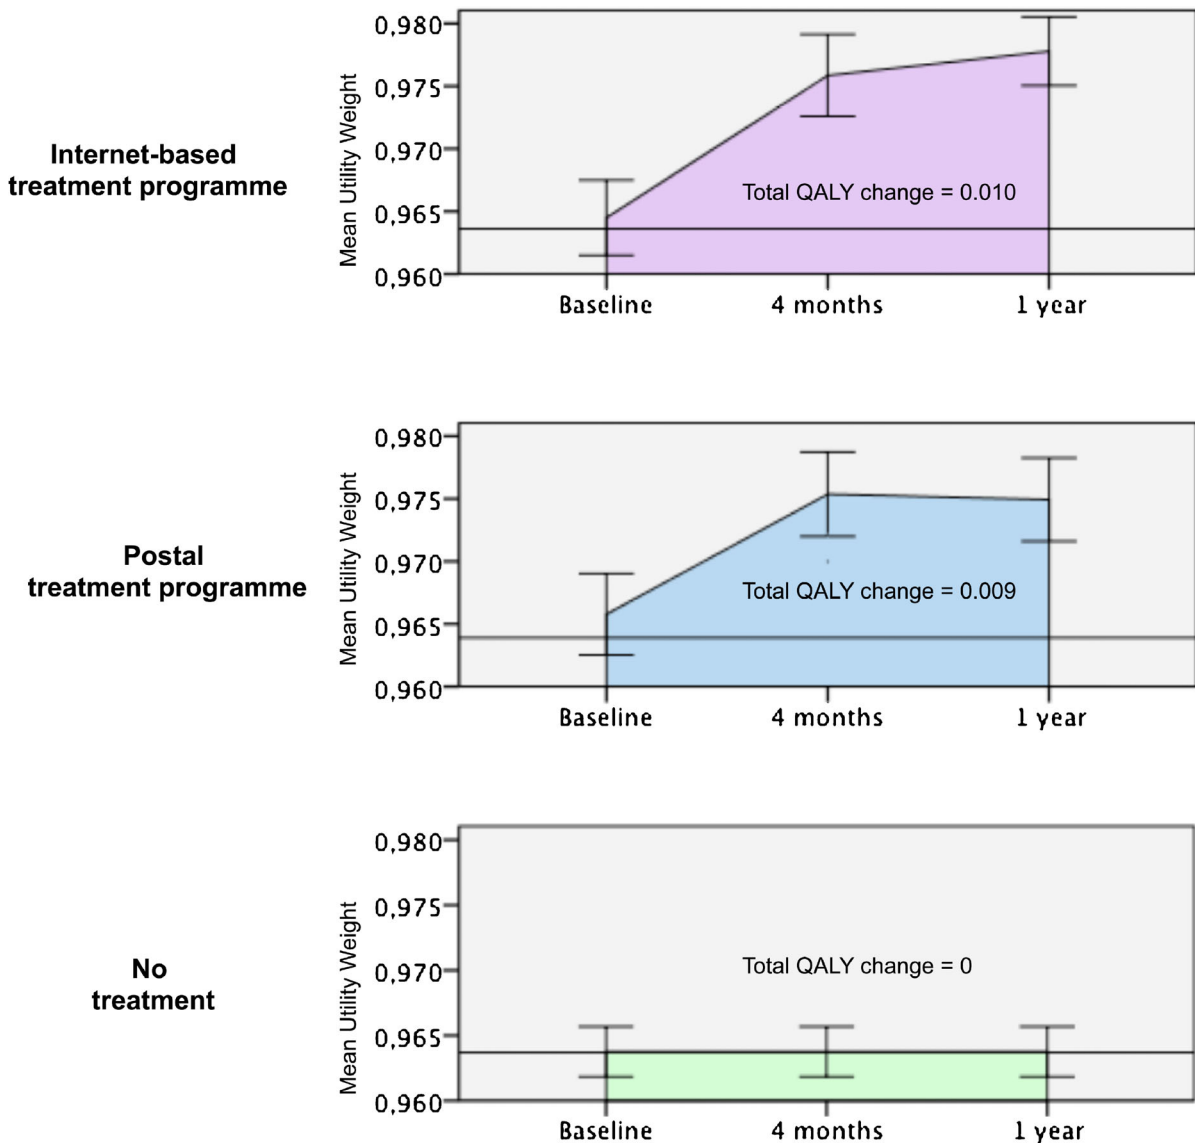 Internet-based
treatment programme
Mean Utility Weight
0,980
0,975
0,970
0,965
0,960
Total QALY change = 0.010
Baseline
4 months
1 year
Postal
treatment programme
Mean Utility Weight
0,980
0,975
0,970
0,965
0,960
Total QALY change = 0.009
Baseline
4 months
1 year
No
treatment
Mean Utility Weight
0,980
0,975
0,970
0,965
0,960
Total QALY change = 0
Baseline
4 months
1 year